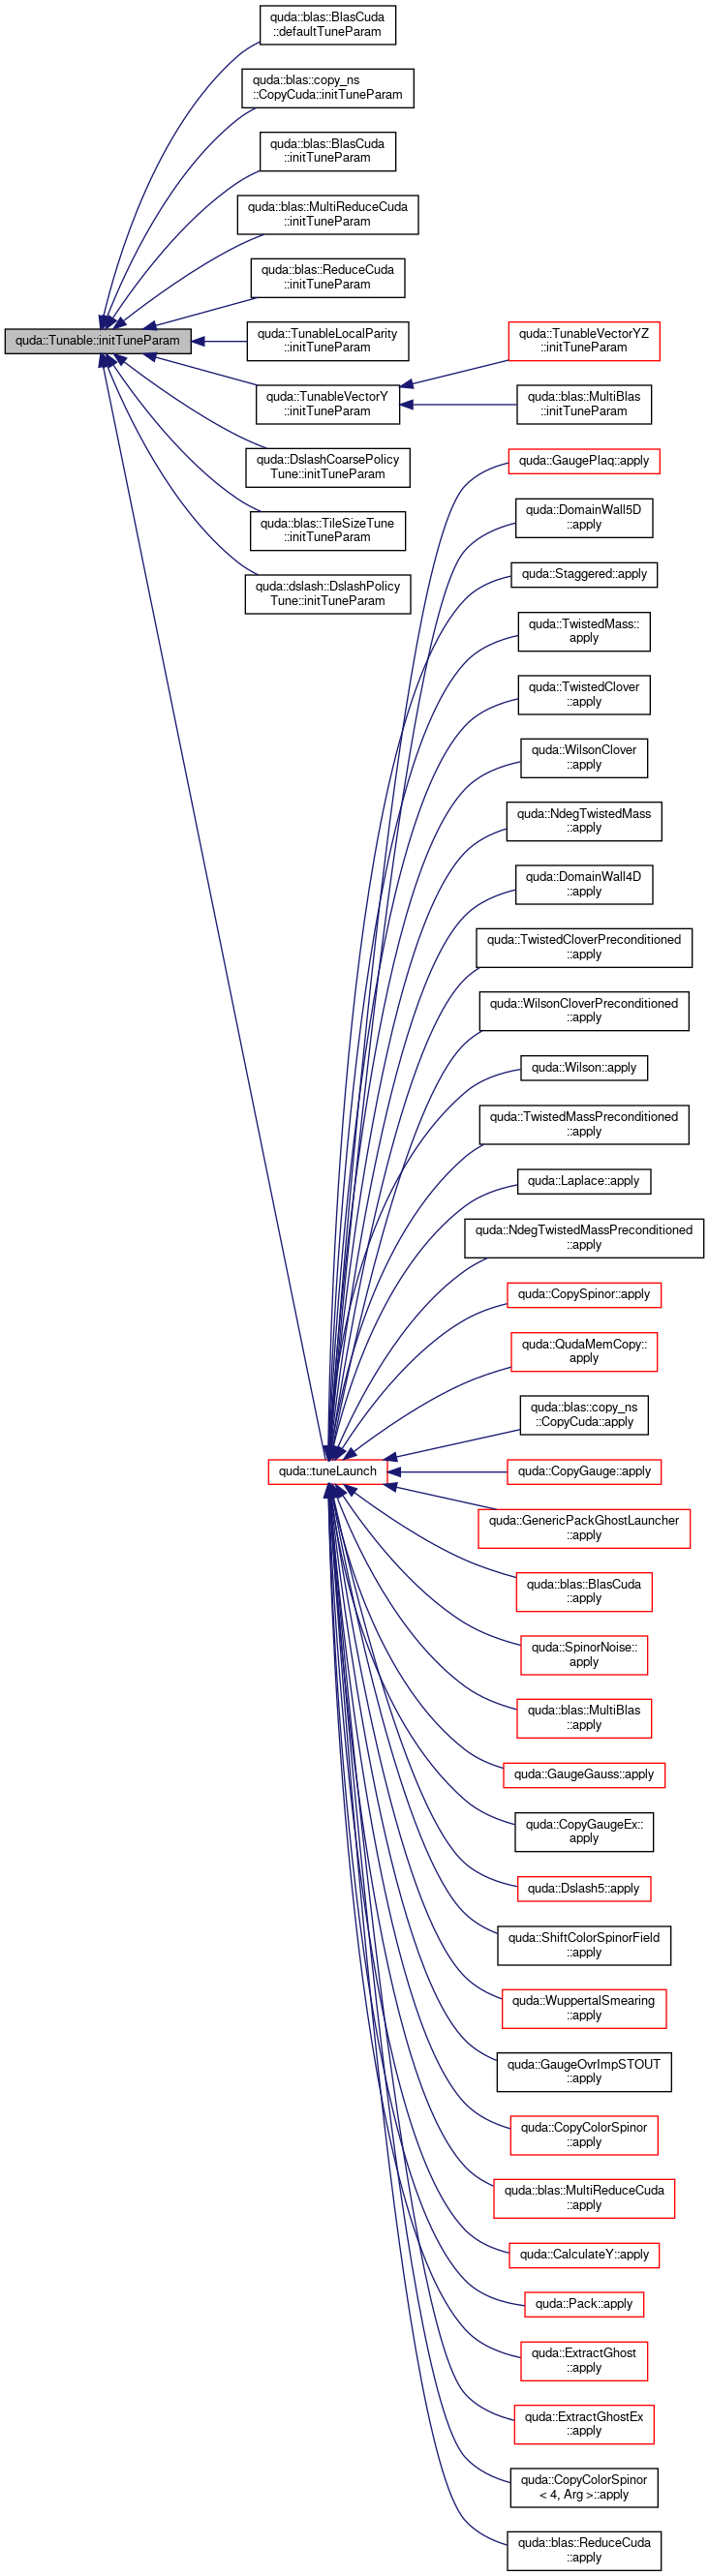 quda::blas::BlasCuda
::defaultTuneParam
quda::blas::copy_ns
::CopyCuda::initTuneParam
quda::blas::BlasCuda
::initTuneParam
quda::blas::MultiReduceCuda
::initTuneParam
quda::blas::ReduceCuda
::initTuneParam
quda::Tunable::initTuneParam
quda::TunableLocalParity
::initTuneParam
quda::TunableVectorYZ
::initTuneParam
quda::TunableVectorY
::initTuneParam
quda::blas::MultiBlas
::initTuneParam
quda::DslashCoarsePolicy
Tune::initTuneParam
quda::blas::TileSizeTune
::initTuneParam
quda::dslash::DslashPolicy
Tune::initTuneParam
quda::GaugePlaq::apply
quda::DomainWall5D
::apply
quda::Staggered::apply
quda::TwistedMass::
apply
quda::TwistedClover
::apply
quda::WilsonClover
::apply
quda::NdegTwistedMass
::apply
quda::DomainWall4D
::apply
quda::TwistedCloverPreconditioned
::apply
quda::WilsonCloverPreconditioned
::apply
quda::Wilson::apply
quda::TwistedMassPreconditioned
::apply
quda::Laplace::apply
quda::NdegTwistedMassPreconditioned
::apply
quda::CopySpinor::apply
quda::QudaMemCopy::
apply
quda::blas::copy_ns
::CopyCuda::apply
quda::tuneLaunch
quda::CopyGauge::apply
quda::GenericPackGhostLauncher
::apply
quda::blas::BlasCuda
::apply
quda::SpinorNoise::
apply
quda::blas::MultiBlas
::apply
quda::GaugeGauss::apply
quda::CopyGaugeEx::
apply
quda::Dslash5::apply
quda::ShiftColorSpinorField
::apply
quda::WuppertalSmearing
::apply
quda::GaugeOvrImpSTOUT
::apply
quda::CopyColorSpinor
::apply
quda::blas::MultiReduceCuda
::apply
quda::CalculateY::apply
quda::Pack::apply
quda::ExtractGhost
::apply
quda::ExtractGhostEx
::apply
quda::CopyColorSpinor
< 4, Arg >::apply
quda::blas::ReduceCuda
::apply